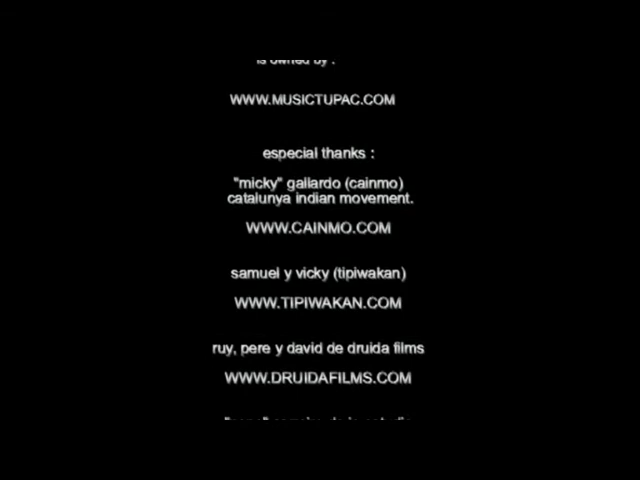 is owned by :
WWW.MUSICTUPAC.COM
especial thanks :
"micky" gallardo (cainmo)
catalunya indian movement.
WWW.CAINMO.COM
samuel y vicky (tipiwakan)
WWW.TIPIWAKAN.COM
ruy, pere y david de druida films
WWW.DRUIDAFILMS.COM